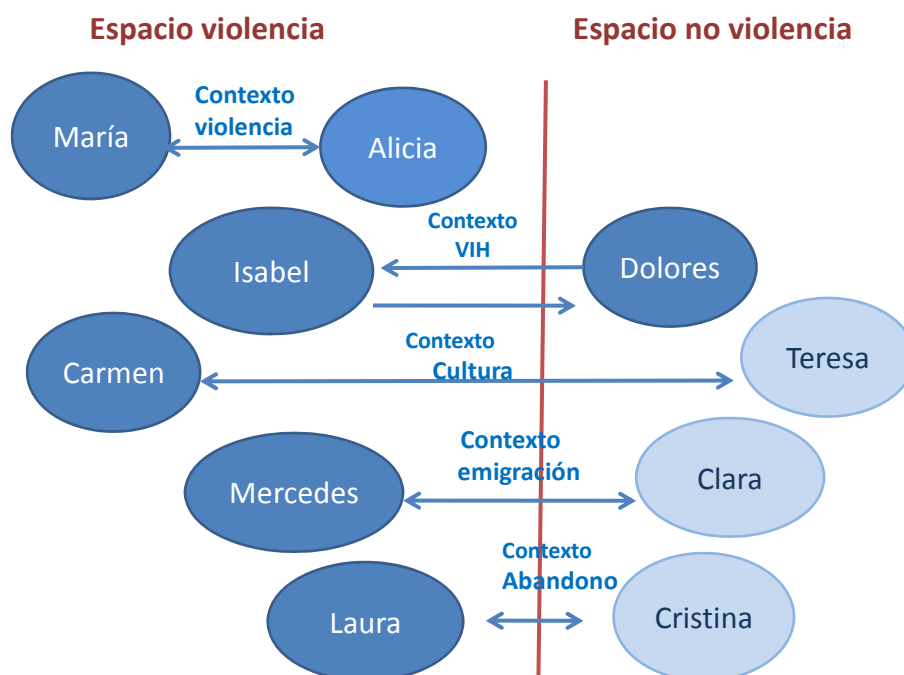 Espacio violencia
Espacio no violencia
María
Contexto
violencia
Alicia
Isabel
Contexto
VIH
Dolores
Carmen
Contexto
Cultura
Teresa
Mercedes
Contexto
emigración
Clara
Laura
Contexto
Abandono
Cristina